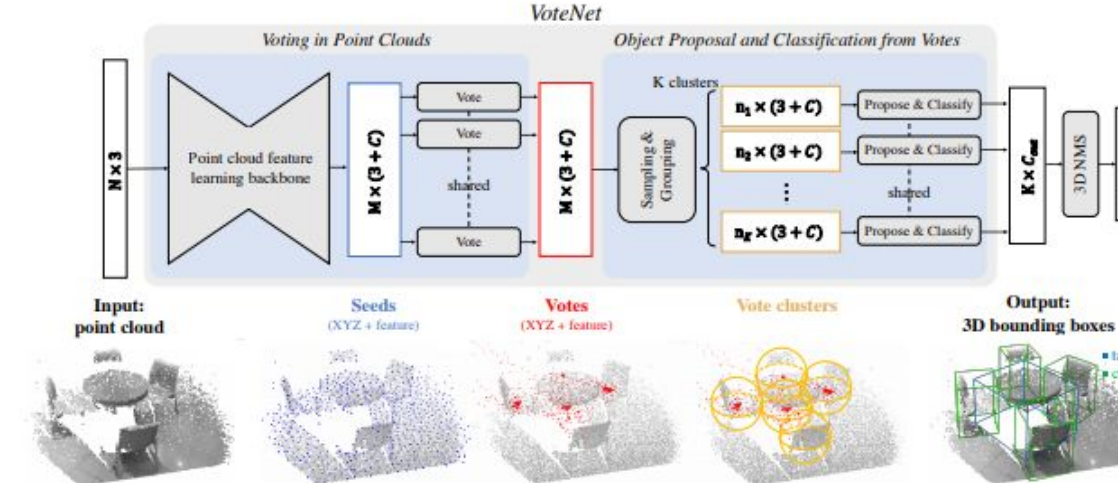 VoteNet
Voting in Point Clouds
Object Proposal and Classification from Votes
N × 3
Point cloud feature
learning backbone
M × (3 + C)
Vote
Vote
shared
Vote
M × (3 + C)
Sampling &
Grouping
K clusters
n₁ × (3 + C)
n₂ × (3 + C)
⋮
n_K × (3 + C)
Propose & Classify
Propose & Classify
shared
Propose & Classify
K × C_out
3D NMS
Input:
point cloud
Seeds
(XYZ + feature)
Votes
(XYZ + feature)
Vote clusters
Output:
3D bounding boxes